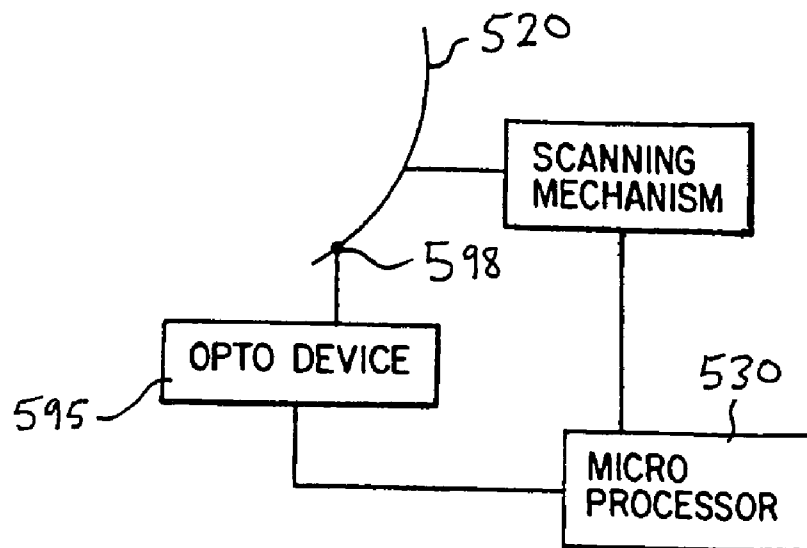 520
SCANNING
MECHANISM
598
OPTO DEVICE
595
530
MICRO
PROCESSOR